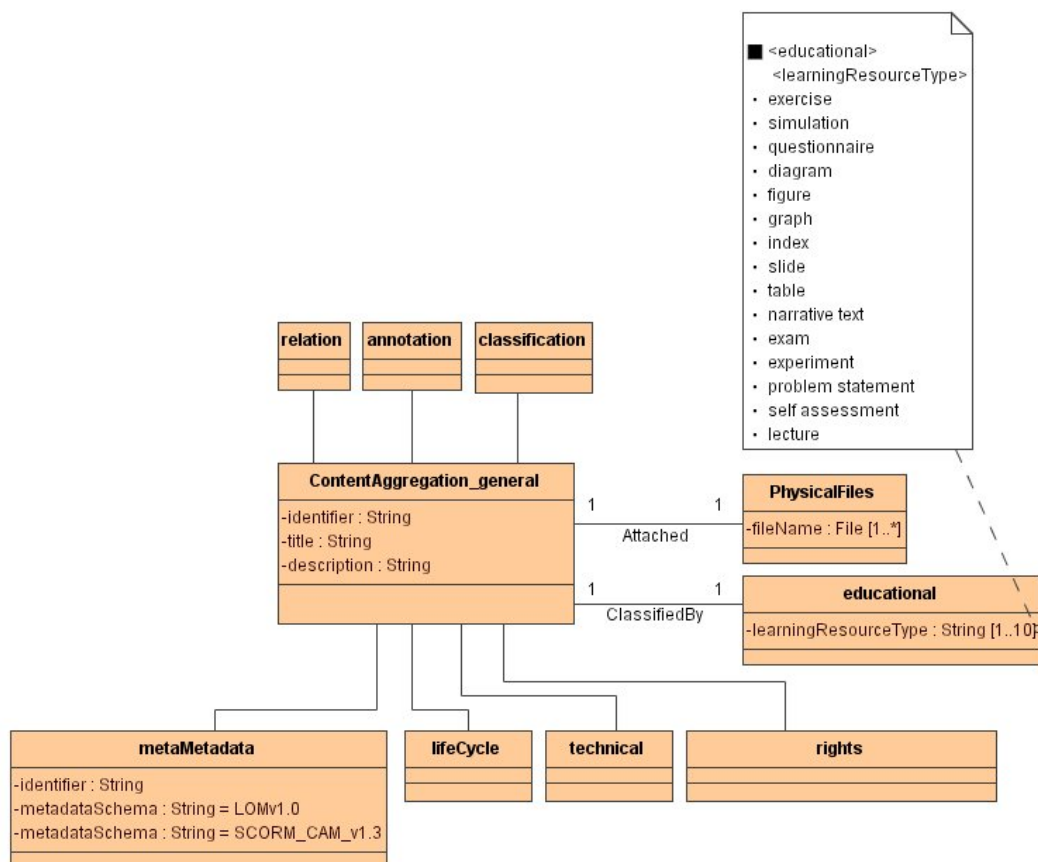 <educational>
<learningResourceType>
exercise
simulation
questionnaire
diagram
figure
graph
index
slide
table
narrative text
exam
experiment
problem statement
self assessment
lecture
relation
annotation
classification
ContentAggregation_general
-identifier : String
-title : String
-description : String
1
1
Attached
PhysicalFiles
-fileName : File [1..*]
1
1
ClassifiedBy
educational
-learningResourceType : String [1..10]
metaMetadata
-identifier : String
-metadataSchema : String = LOMv1.0
-metadataSchema : String = SCORM_CAM_v1.3
lifeCycle
technical
rights